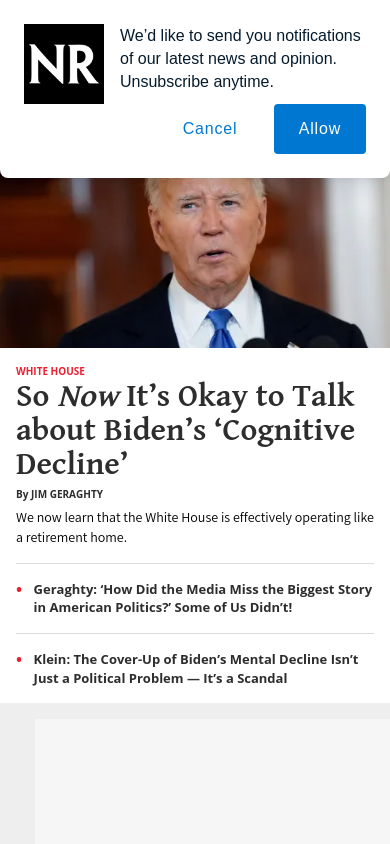 NR
We’d like to send you notifications
of our latest news and opinion.
Unsubscribe anytime.
Cancel
Allow
WHITE HOUSE
So Now It’s Okay to Talk
about Biden’s ‘Cognitive
Decline’
By JIM GERAGHTY
We now learn that the White House is effectively operating like
a retirement home.
• Geraghty: ‘How Did the Media Miss the Biggest Story
in American Politics?’ Some of Us Didn’t!
• Klein: The Cover-Up of Biden’s Mental Decline Isn’t
Just a Political Problem — It’s a Scandal